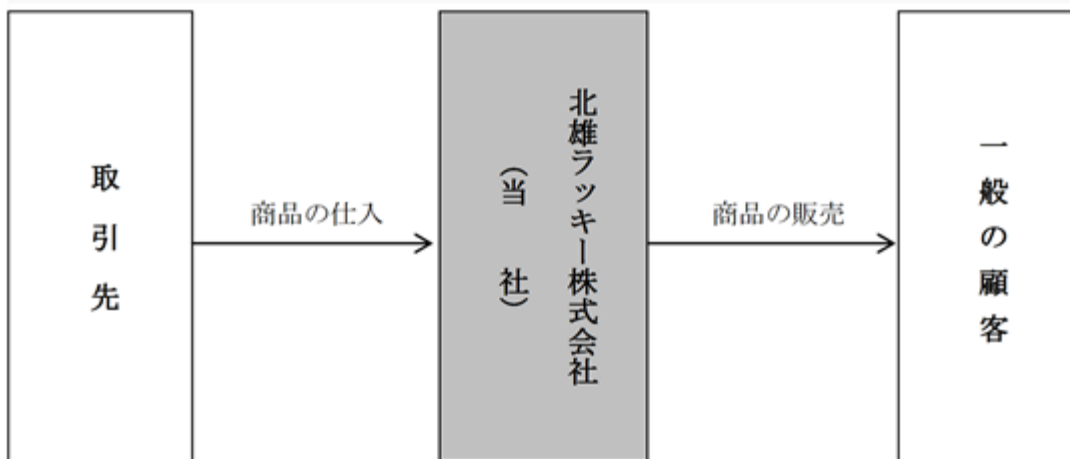 取引先
商品の仕入
北雄ラッキー株式会社
（当　社）
商品の販売
一般の顧客